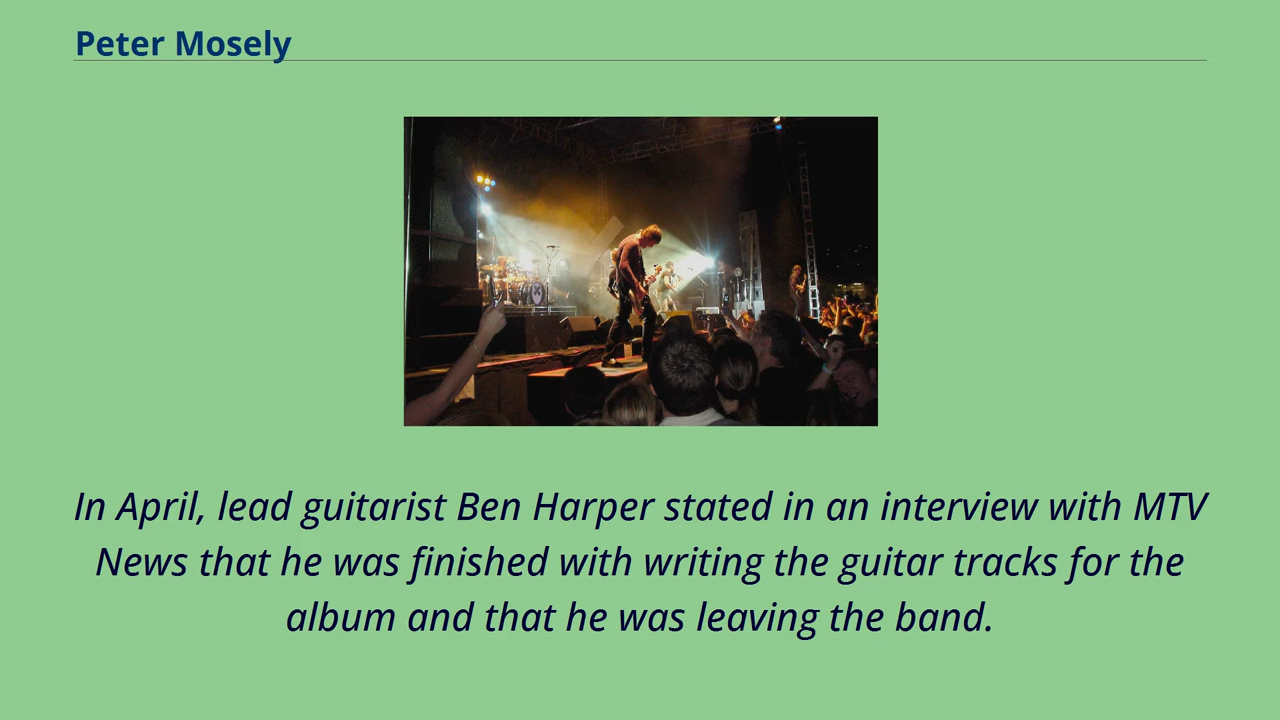 Peter Mosely
In April, lead guitarist Ben Harper stated in an interview with MTV
News that he was finished with writing the guitar tracks for the
album and that he was leaving the band.